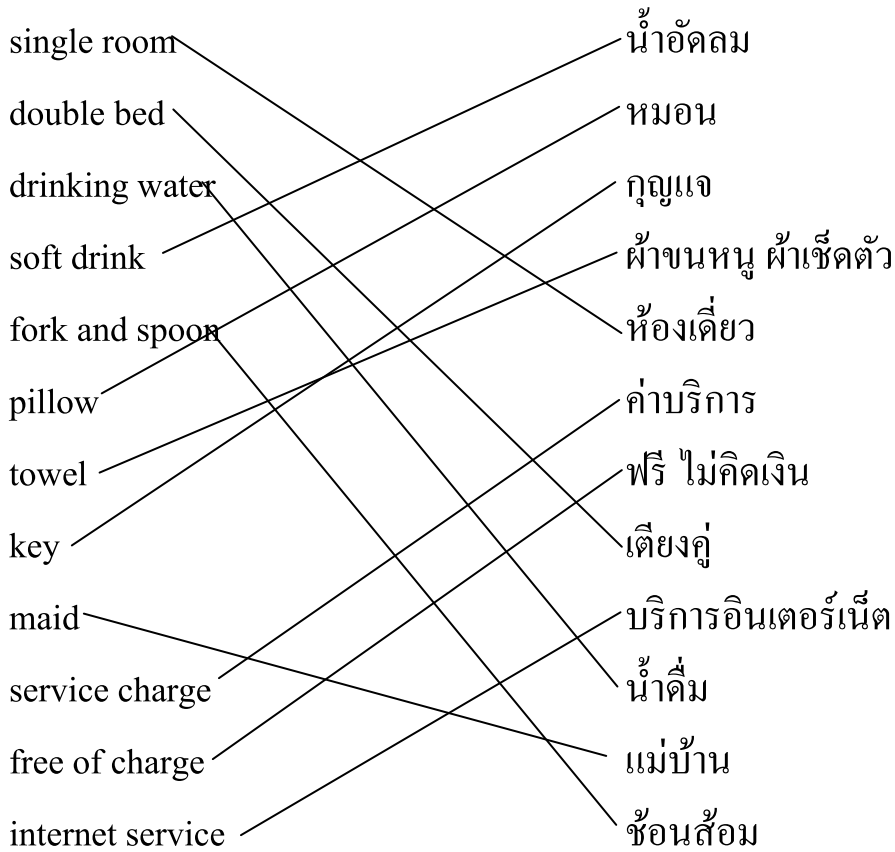 single room น้ำอัดลม
double bed หมอน
drinking water กุญแจ
soft drink ผ้าขนหนู ผ้าเช็ดตัว
fork and spoon ห้องเดี่ยว
pillow ค่าบริการ
towel ฟรี ไม่คิดเงิน
key เตียงคู่
maid บริการอินเตอร์เน็ต
service charge น้ำดื่ม
free of charge แม่บ้าน
internet service ช้อนส้อม